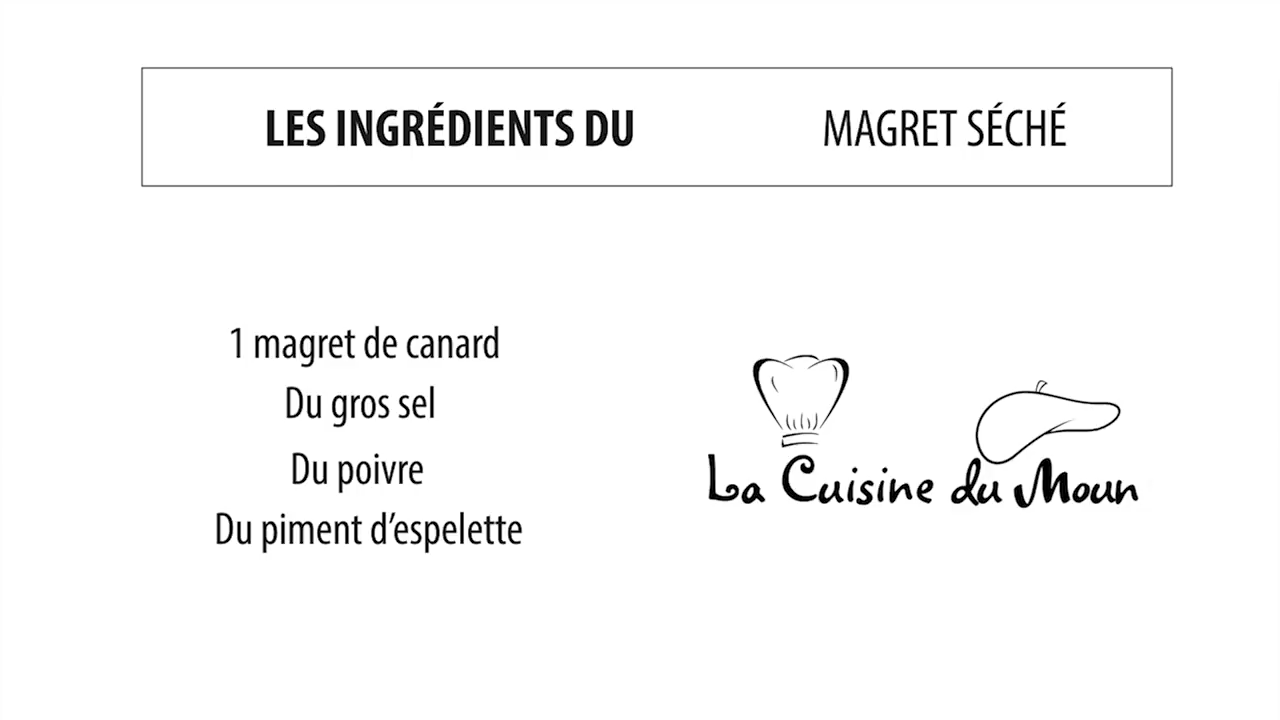 LES INGRÉDIENTS DU MAGRET SÉCHÉ
1 magret de canard
Du gros sel
Du poivre
Du piment d’espelette
La Cuisine du Moun